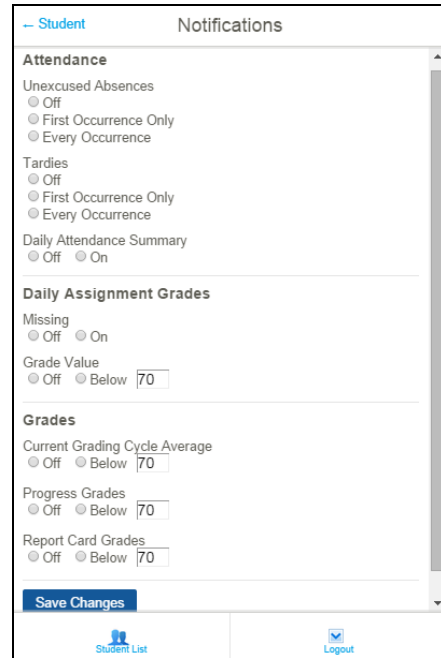 ← Student Notifications
Attendance
Unexcused Absences
Off
First Occurrence Only
Every Occurrence
Tardies
Off
First Occurrence Only
Every Occurrence
Daily Attendance Summary
Off On
Daily Assignment Grades
Missing
Off On
Grade Value
Off Below 70
Grades
Current Grading Cycle Average
Off Below 70
Progress Grades
Off Below 70
Report Card Grades
Off Below 70
Save Changes
Student List Logout